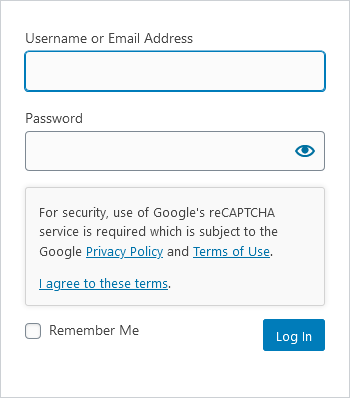 Username or Email Address
Password
For security, use of Google's reCAPTCHA
service is required which is subject to the
Google Privacy Policy and Terms of Use.
I agree to these terms.
Remember Me
Log In